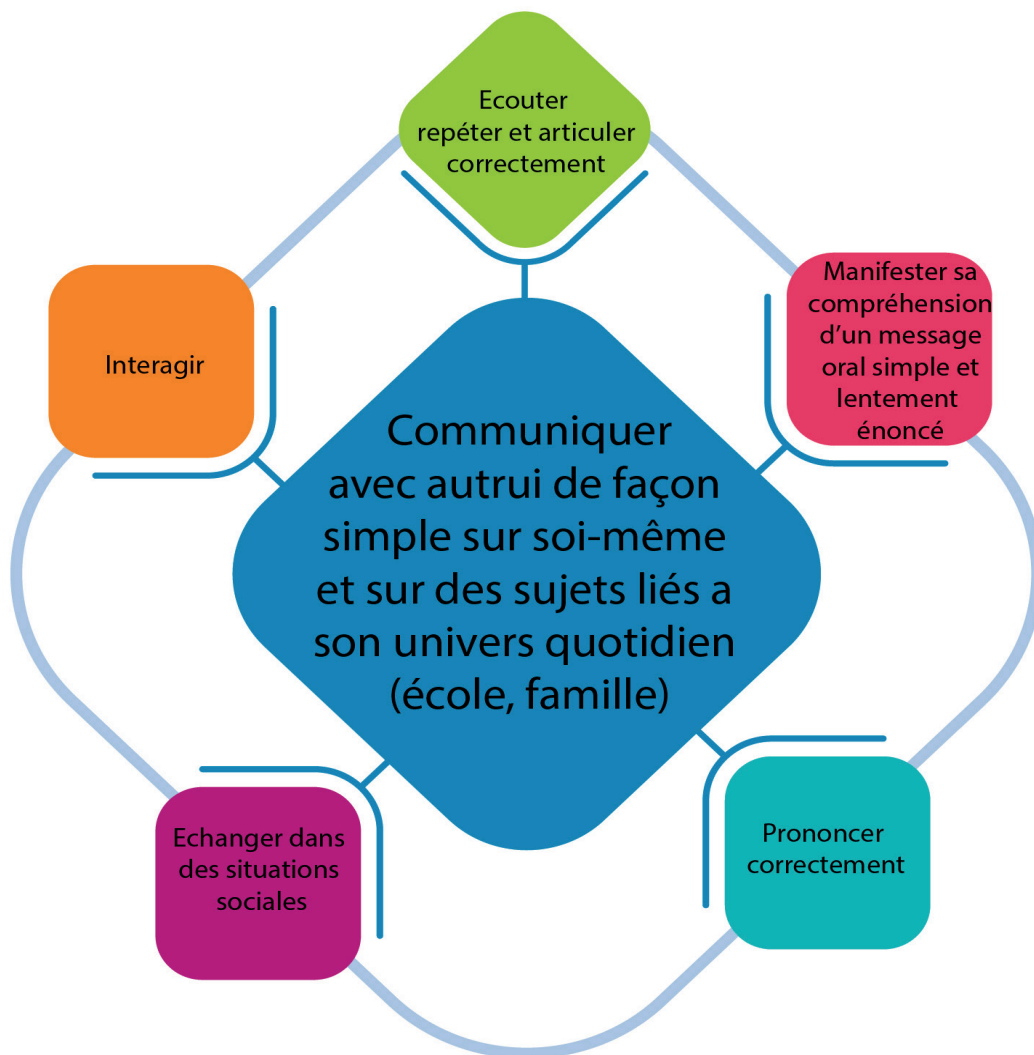 Ecouter
repéter et articuler
correctement
Manifester sa
compréhension
d'un message
oral simple et
lentement
énoncé
Interagir
Communiquer
avec autrui de façon
simple sur soi-même
et sur des sujets liés a
son univers quotidien
(école, famille)
Echanger dans
des situations
sociales
Prononcer
correctement